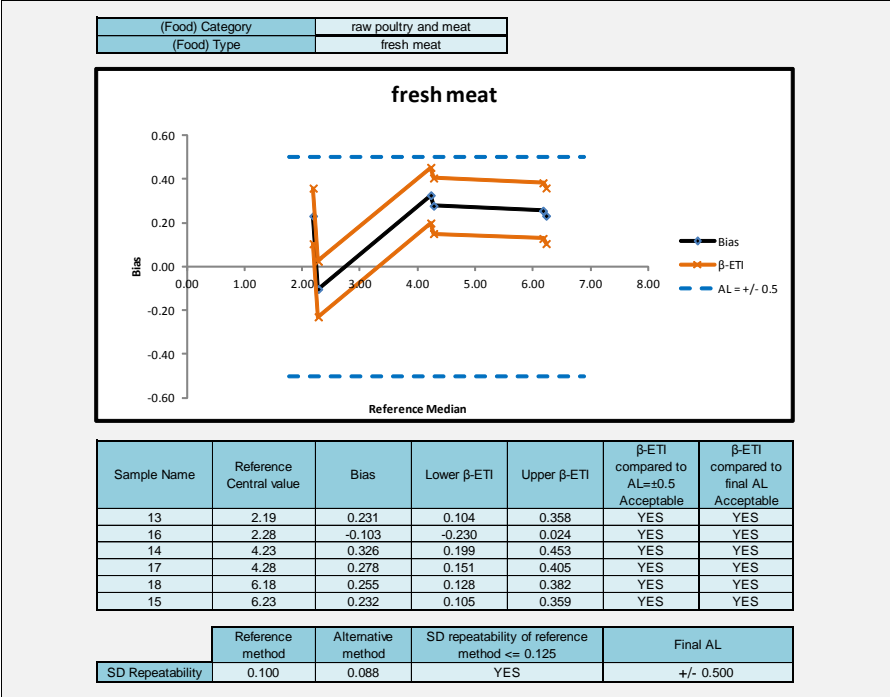 (Food) Category raw poultry and meat
(Food) Type fresh meat
fresh meat
0.60
0.40
0.20
0.00
-0.20
-0.40
-0.60
0.00 1.00 2.00 3.00 4.00 5.00 6.00 7.00 8.00
Bias
Reference Median
Bias
β-ETI
AL = +/- 0.5
Sample Name Reference Central value Bias Lower β-ETI Upper β-ETI β-ETI compared to AL=±0.5 Acceptable β-ETI compared to final AL Acceptable
13 2.19 0.231 0.104 0.358 YES YES
16 2.28 -0.103 -0.230 0.024 YES YES
14 4.23 0.326 0.199 0.453 YES YES
17 4.28 0.278 0.151 0.405 YES YES
18 6.18 0.255 0.128 0.382 YES YES
15 6.23 0.232 0.105 0.359 YES YES
Reference method Alternative method SD repeatability of reference method <= 0.125 Final AL
SD Repeatability 0.100 0.088 YES +/- 0.500